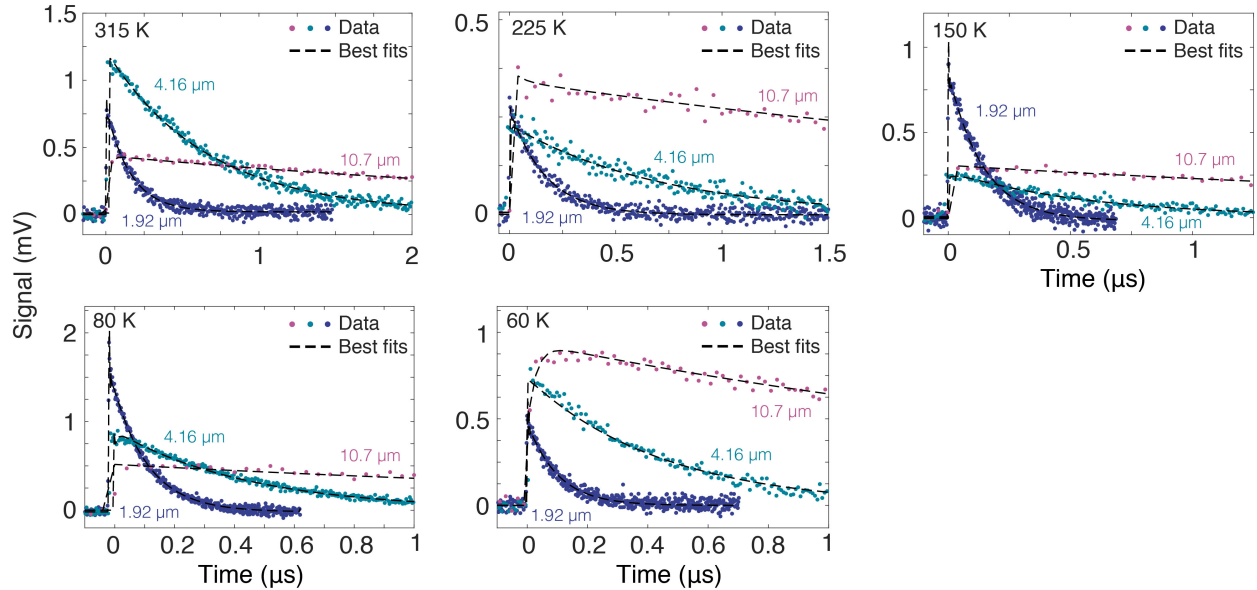 Signal (mV)
315 K
Data
Best fits
4.16 µm
10.7 µm
1.92 µm
1.5
1
0.5
0
0
1
2
225 K
Data
Best fits
10.7 µm
4.16 µm
1.92 µm
0.5
0
0
0.5
1
1.5
150 K
Data
Best fits
1.92 µm
10.7 µm
4.16 µm
1
0.5
0
0
0.5
1
Time (µs)
80 K
Data
Best fits
4.16 µm
10.7 µm
1.92 µm
2
1
0
0
0.2
0.4
0.6
0.8
1
Time (µs)
60 K
Data
Best fits
10.7 µm
4.16 µm
1.92 µm
1
0.5
0
0
0.2
0.4
0.6
0.8
1
Time (µs)